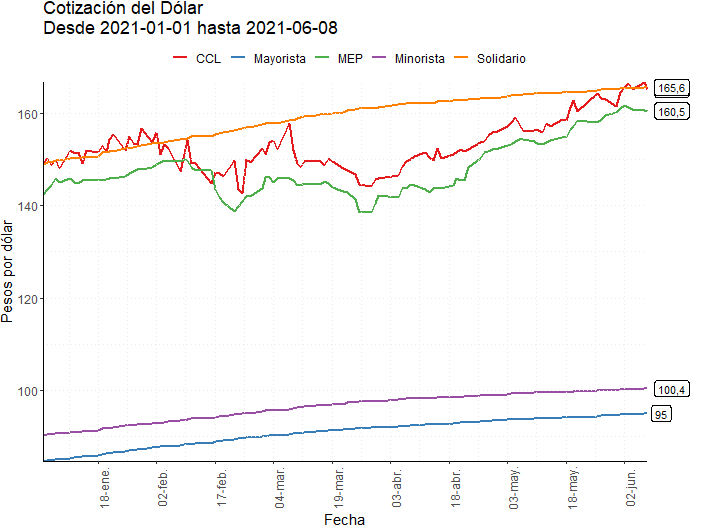 Cotización del Dólar
Desde 2021-01-01 hasta 2021-06-08
CCL Mayorista MEP Minorista Solidario
Pesos por dólar
160
140
120
100
165,6
160,5
100,4
95
18-ene.
02-feb.
17-feb.
04-mar.
19-mar.
03-abr.
18-abr.
03-may.
18-may.
02-jun.
Fecha